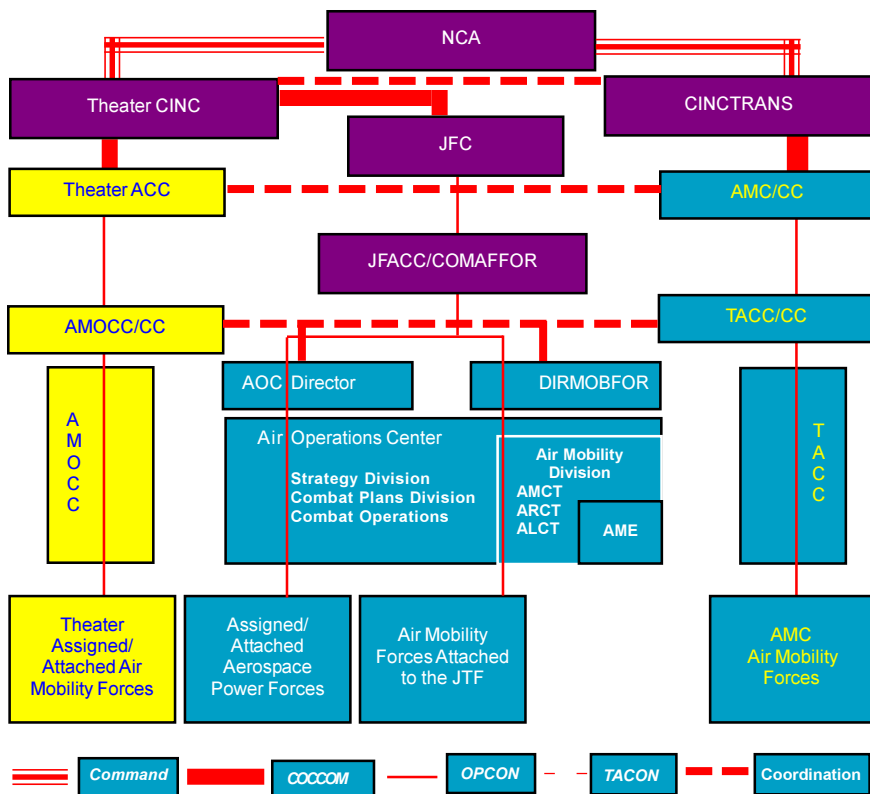 NCA
Theater CINC
CINCTRANS
JFC
Theater ACC
AMC/CC
JFACC/COMAFFOR
AMOCC/CC
TACC/CC
AOC Director
DIRMOBFOR
A
M
O
C
C
Air Operations Center
Strategy Division
Combat Plans Division
Combat Operations
Air Mobility
Division
AMCT
ARCT
ALCT
AME
T
A
C
C
Theater
Assigned/
Attached Air
Mobility Forces
Assigned/
Attached
Aerospace
Power Forces
Air Mobility
Forces Attached
to the JTF
AMC
Air Mobility
Forces
Command
COCCOM
OPCON
TACON
Coordination